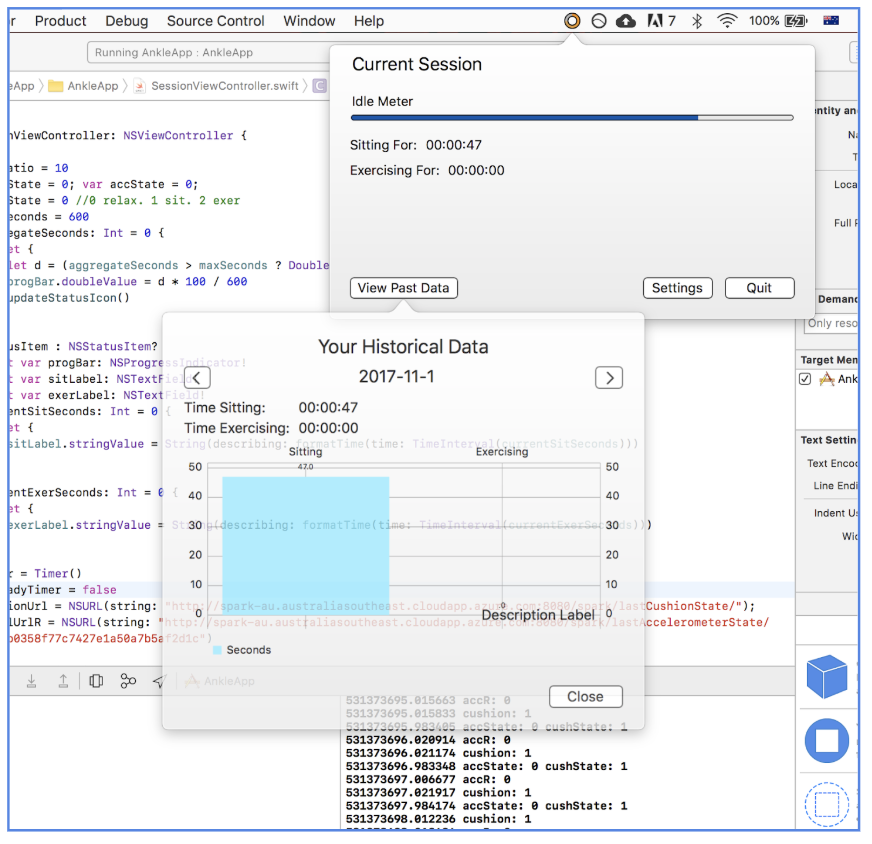 r Product Debug Source Control Window Help 7 100%
Running AnkleApp : AnkleApp
eApp AnkleApp SessionViewController.swift C
Current Session
Idle Meter
Sitting For: 00:00:47
Exercising For: 00:00:00
View Past Data Settings Quit
nViewController: NSViewController {
atio = 10
State = 0; var accState = 0;
State = 0 //0 relax. 1 sit. 2 exer
econds = 600
egateSeconds: Int = 0 {
et {
let d = (aggregateSeconds > maxSeconds ? Double
progBar.doubleValue = d * 100 / 600
updateStatusIcon()
usItem : NSStatusItem?
t var progBar: NSProgressIndicator!
t var sitLabel: NSTextField!
t var exerLabel: NSTextField!
entSitSeconds: Int = 0 {
et {
sitLabel.stringValue = String(describing: formatTime(time: TimeInterval(currentSitSeconds)))
entExerSeconds: Int = 0 {
et {
exerLabel.stringValue = String(describing: formatTime(time: TimeInterval(currentExerSeconds)))
r = Timer()
adyTimer = false
ionUrl = NSURL(string: "http://spark-au.australiasoutheast.cloudapp.azure.com:8080/spark/lastCushionState/");
lUrlR = NSURL(string: "http://spark-au.australiasoutheast.cloudapp.azure.com:8080/spark/lastAccelerometerState/
b0358f77c7427e1a50a7b5af2d1c")
Your Historical Data
2017-11-1
Time Sitting: 00:00:47
Time Exercising: 00:00:00
Sitting Exercising
47.0
50 50
40 40
30 30
20 20
10 10
0 0 0
Description Label
Seconds
Close
AnkleApp
531373695.015663 accR: 0
531373695.015833 cushion: 1
531373695.983405 accState: 0 cushState: 1
531373696.020914 accR: 0
531373696.021174 cushion: 1
531373696.983348 accState: 0 cushState: 1
531373697.006677 accR: 0
531373697.021917 cushion: 1
531373697.984174 accState: 0 cushState: 1
531373698.012236 cushion: 1
entity an
Na
T
Loca
Full P
Demand
Only reso
Target Mem
Ank
Text Settin
Text Encod
Line Endi
Indent Us
Wid